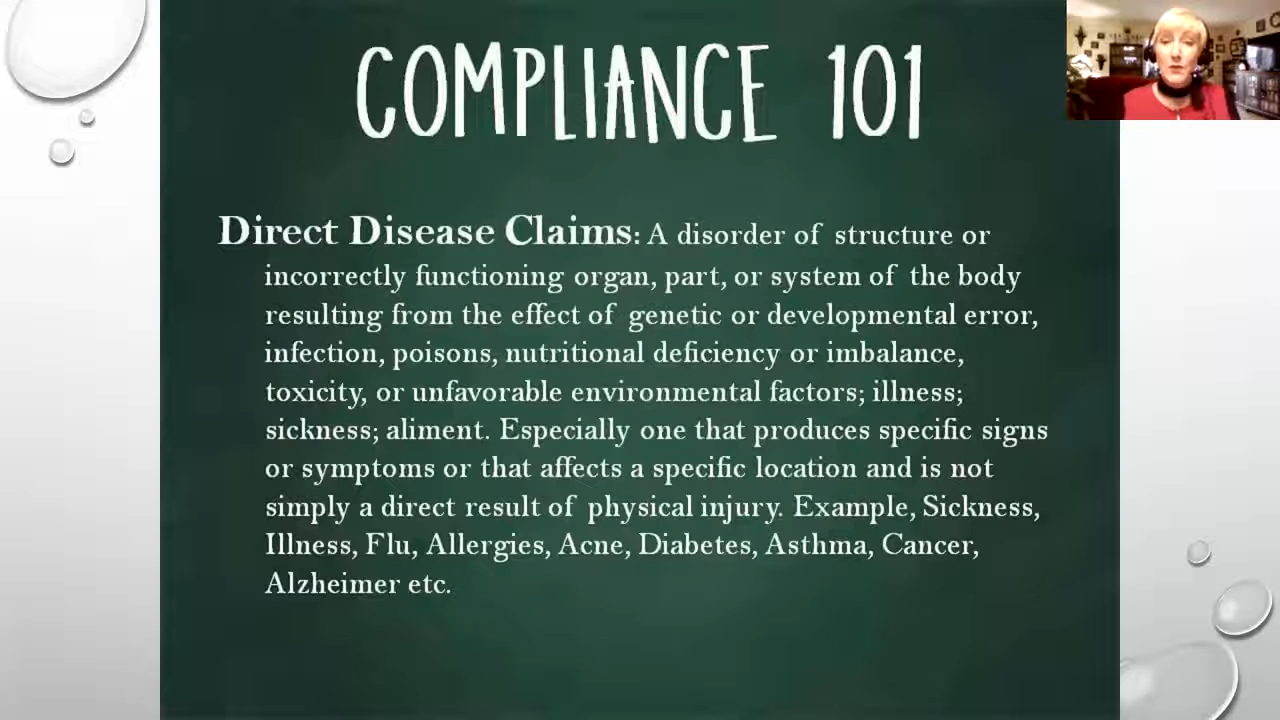 COMPLIANCE 101
Direct Disease Claims: A disorder of structure or
incorrectly functioning organ, part, or system of the body
resulting from the effect of genetic or developmental error,
infection, poisons, nutritional deficiency or imbalance,
toxicity, or unfavorable environmental factors; illness;
sickness; aliment. Especially one that produces specific signs
or symptoms or that affects a specific location and is not
simply a direct result of physical injury. Example, Sickness,
Illness, Flu, Allergies, Acne, Diabetes, Asthma, Cancer,
Alzheimer etc.